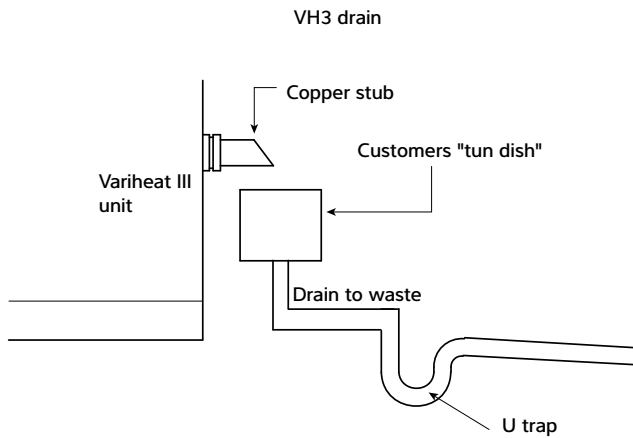 VH3 drain
Copper stub
Customers "tun dish"
Variheat III
unit
Drain to waste
U trap